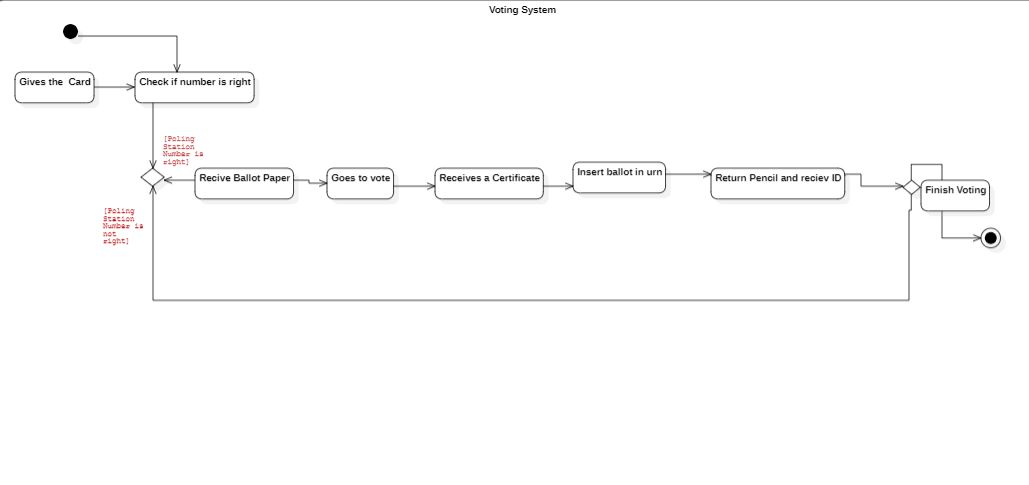 Voting System
Gives the Card
Check if number is right
[Poling
Station
Number is
right]
Recive Ballot Paper
Goes to vote
Receives a Certificate
Insert ballot in urn
Return Pencil and reciev ID
Finish Voting
[Poling
Station
Number is
not
right]